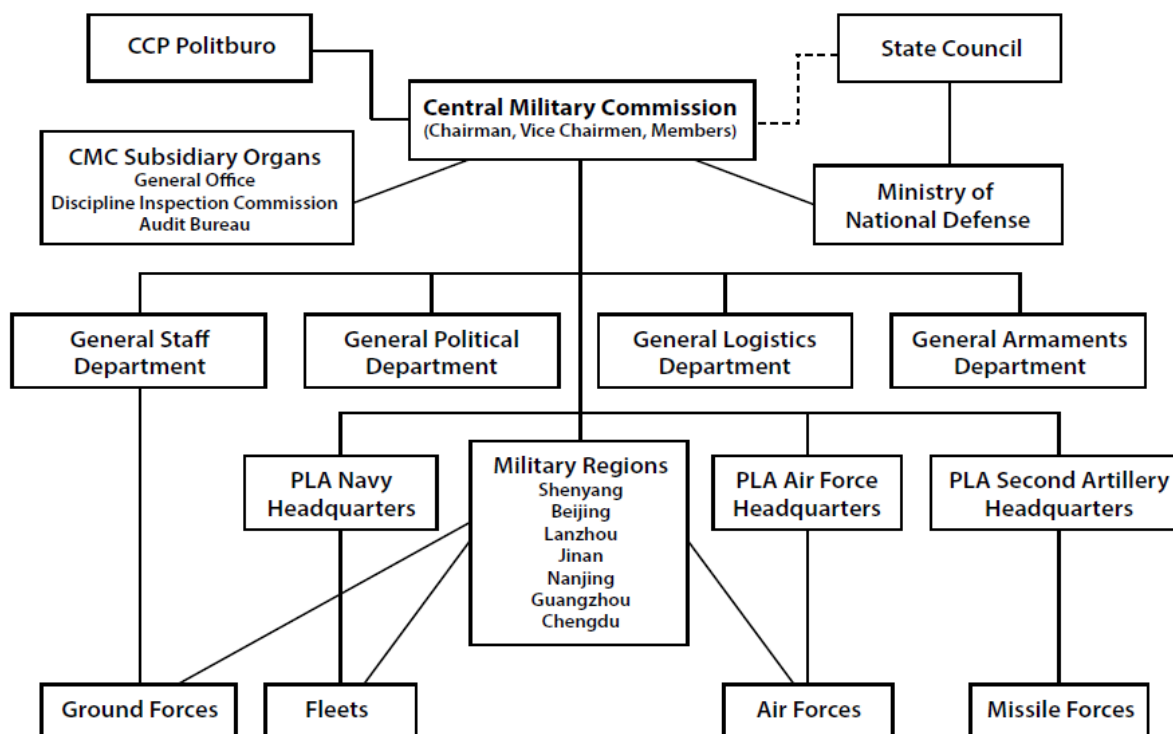 CCP Politburo
State Council
Central Military Commission
(Chairman, Vice Chairmen, Members)
CMC Subsidiary Organs
General Office
Discipline Inspection Commission
Audit Bureau
Ministry of
National Defense
General Staff
Department
General Political
Department
General Logistics
Department
General Armaments
Department
PLA Navy
Headquarters
Military Regions
Shenyang
Beijing
Lanzhou
Jinan
Nanjing
Guangzhou
Chengdu
PLA Air Force
Headquarters
PLA Second Artillery
Headquarters
Ground Forces
Fleets
Air Forces
Missile Forces